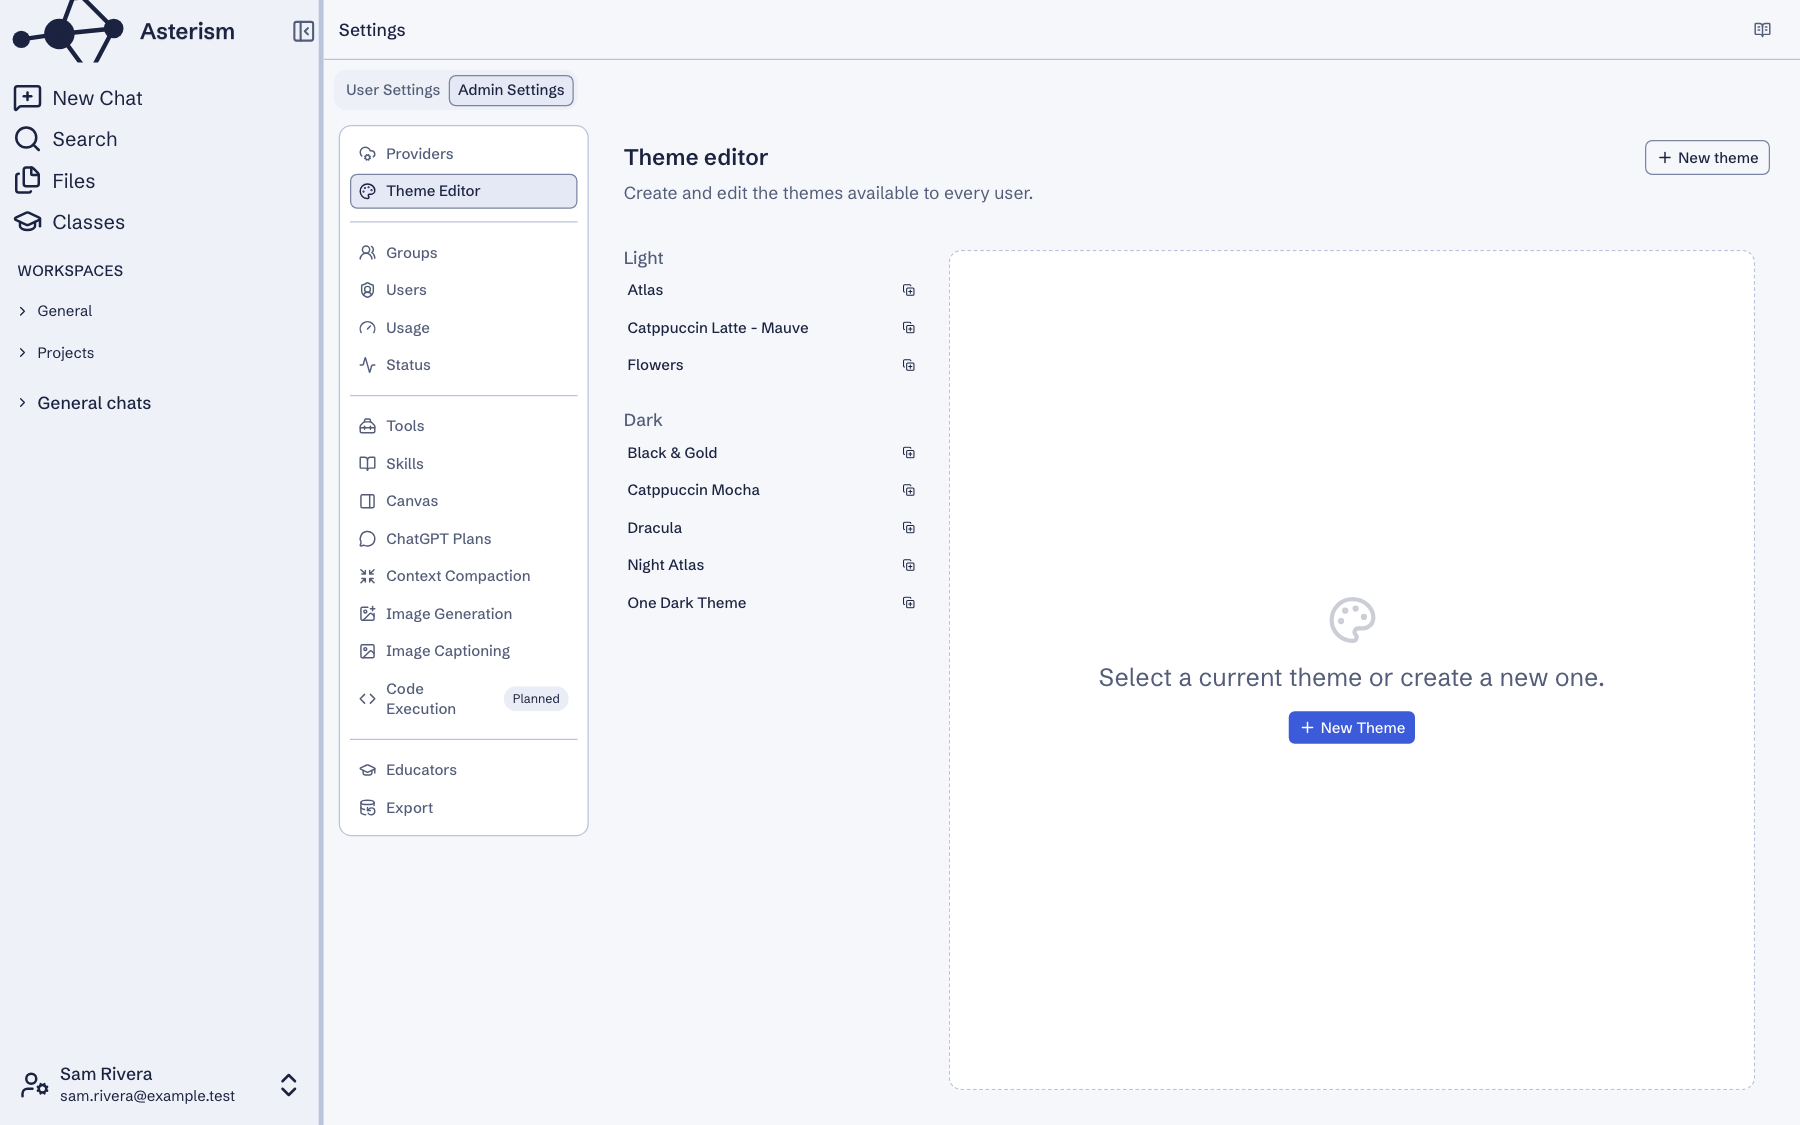 Asterism
New Chat
Search
Files
Classes
WORKSPACES
General
Projects
General chats
Sam Rivera
sam.rivera@example.test
Settings
User Settings
Admin Settings
Providers
Theme Editor
Groups
Users
Usage
Status
Tools
Skills
Canvas
ChatGPT Plans
Context Compaction
Image Generation
Image Captioning
Code
Execution
Planned
Educators
Export
Theme editor
Create and edit the themes available to every user.
+ New theme
Light
Atlas
Catppuccin Latte - Mauve
Flowers
Dark
Black & Gold
Catppuccin Mocha
Dracula
Night Atlas
One Dark Theme
Select a current theme or create a new one.
+ New Theme